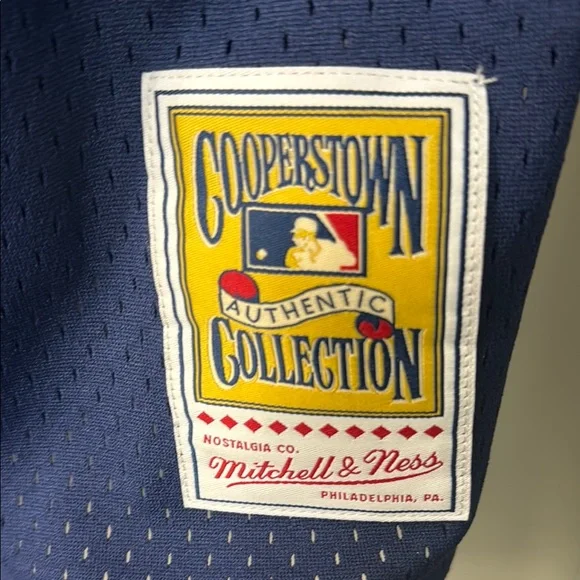 COOPERSTOWN
AUTHENTIC
COLLECTION
NOSTALGIA CO.
Mitchell & Ness
PHILADELPHIA, PA.